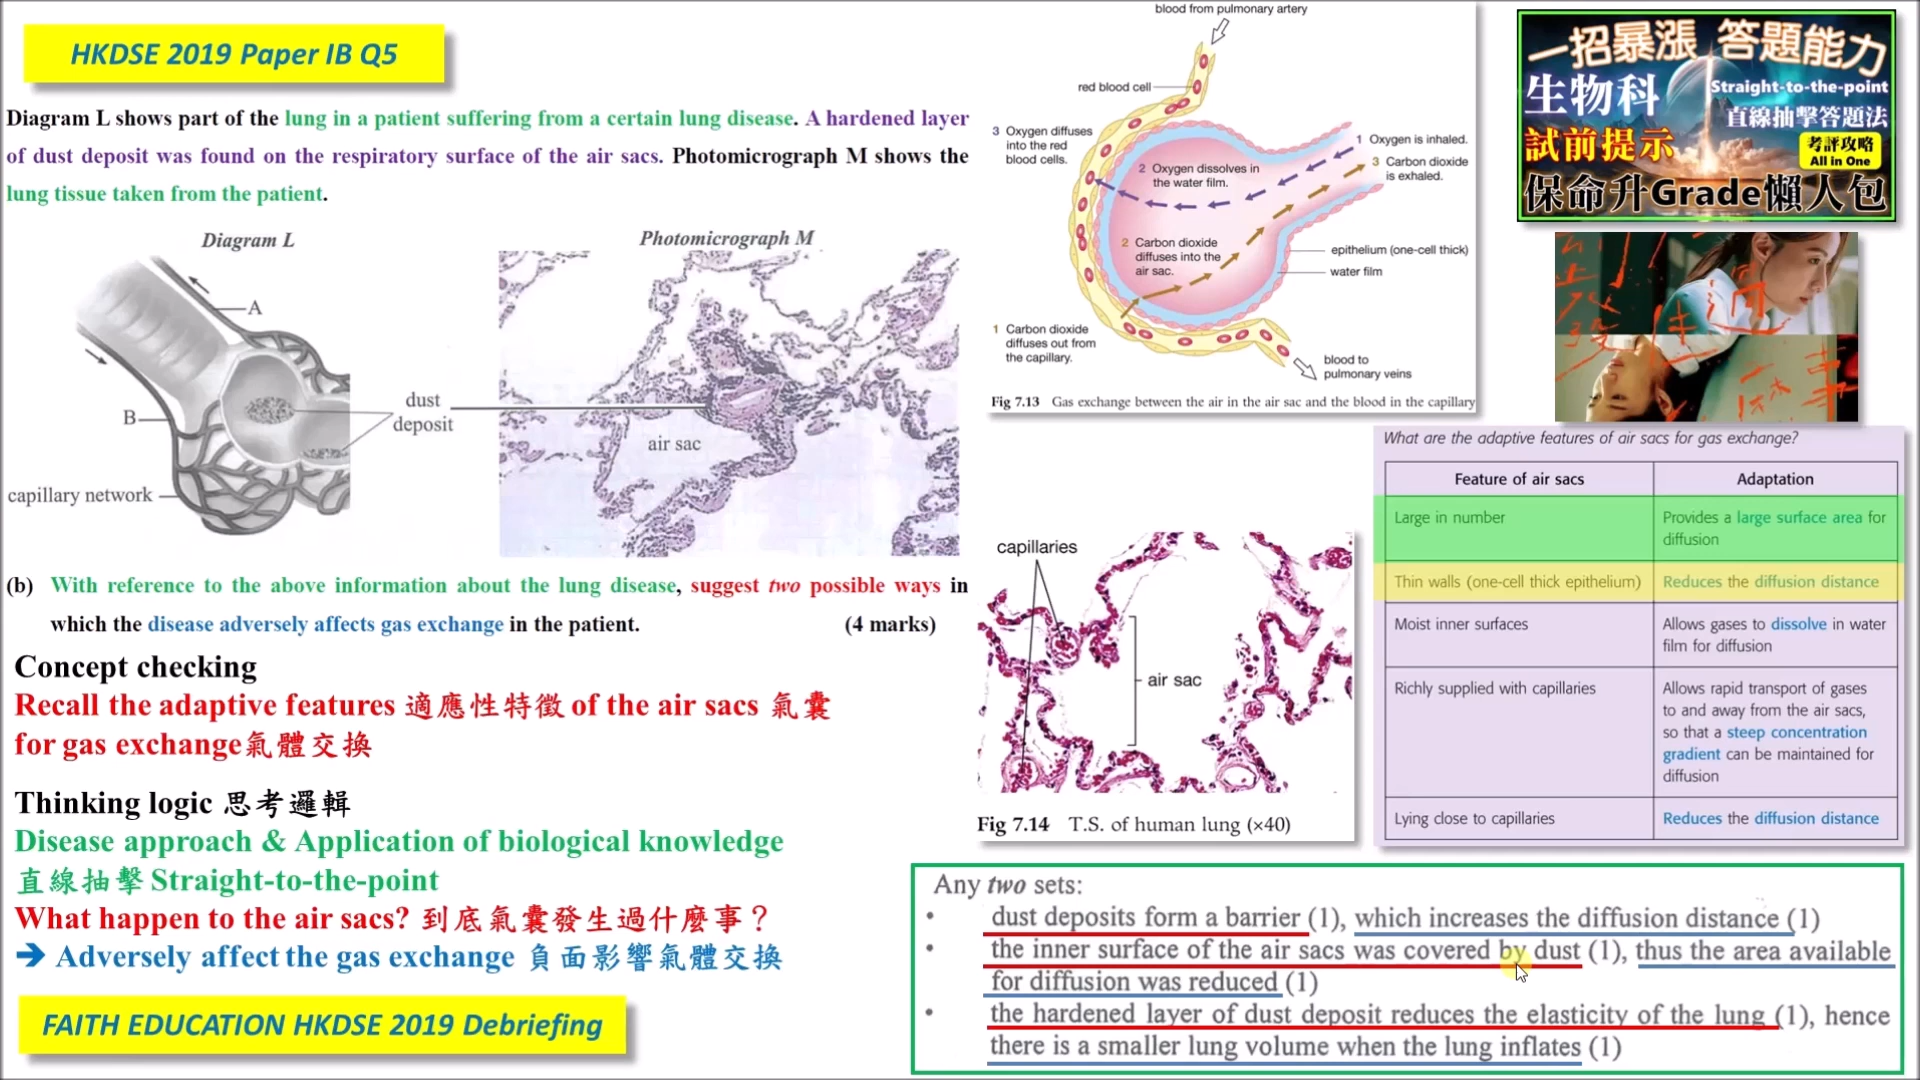 HKDSE 2019 Paper IB Q5
Diagram L shows part of the lung in a patient suffering from a certain lung disease. A hardened layer
of dust deposit was found on the respiratory surface of the air sacs. Photomicrograph M shows the
lung tissue taken from the patient.
Diagram L
Photomicrograph M
A
B
dust
deposit
air sac
capillary network
(b) With reference to the above information about the lung disease, suggest two possible ways in
which the disease adversely affects gas exchange in the patient. (4 marks)
Concept checking
Recall the adaptive features 適應性特徵 of the air sacs 氣囊
for gas exchange氣體交換
Thinking logic 思考邏輯
Disease approach & Application of biological knowledge
直線抽擊 Straight-to-the-point
What happen to the air sacs? 到底氣囊發生過什麼事？
➔ Adversely affect the gas exchange 負面影響氣體交換
FAITH EDUCATION HKDSE 2019 Debriefing
blood from pulmonary artery
red blood cell
3 Oxygen diffuses
into the red
blood cells.
1 Oxygen is inhaled.
2 Oxygen dissolves in
the water film.
3 Carbon dioxide
is exhaled.
2 Carbon dioxide
diffuses into the
air sac.
epithelium (one-cell thick)
water film
1 Carbon dioxide
diffuses out from
the capillary.
blood to
pulmonary veins
Fig 7.13 Gas exchange between the air in the air sac and the blood in the capillary
capillaries
air sac
Fig 7.14 T.S. of human lung (×40)
一招暴漲 答題能力
生物科
Straight-to-the-point
直線抽擊答題法
試前提示
考評攻略
All in One
保命升Grade懶人包
What are the adaptive features of air sacs for gas exchange?
Feature of air sacs Adaptation
Large in number Provides a large surface area for
diffusion
Thin walls (one-cell thick epithelium) Reduces the diffusion distance
Moist inner surfaces Allows gases to dissolve in water
film for diffusion
Richly supplied with capillaries Allows rapid transport of gases
to and away from the air sacs,
so that a steep concentration
gradient can be maintained for
diffusion
Lying close to capillaries Reduces the diffusion distance
Any two sets:
• dust deposits form a barrier (1), which increases the diffusion distance (1)
• the inner surface of the air sacs was covered by dust (1), thus the area available
for diffusion was reduced (1)
• the hardened layer of dust deposit reduces the elasticity of the lung (1), hence
there is a smaller lung volume when the lung inflates (1)